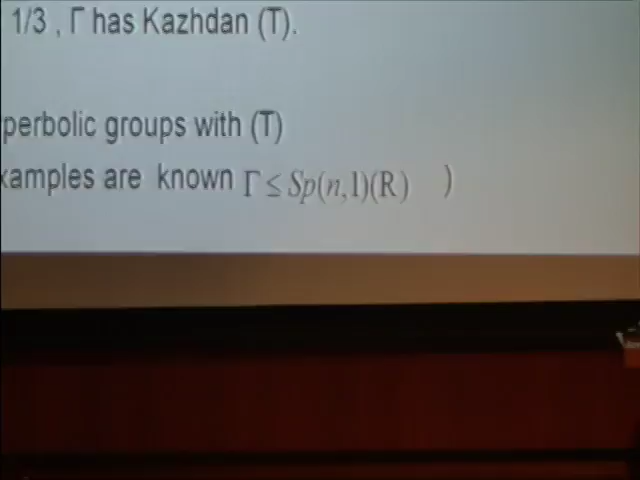 1/3 , Γ has Kazhdan (T).
perbolic groups with (T)
xamples are known Γ ≤ Sp(n,1)(R) )